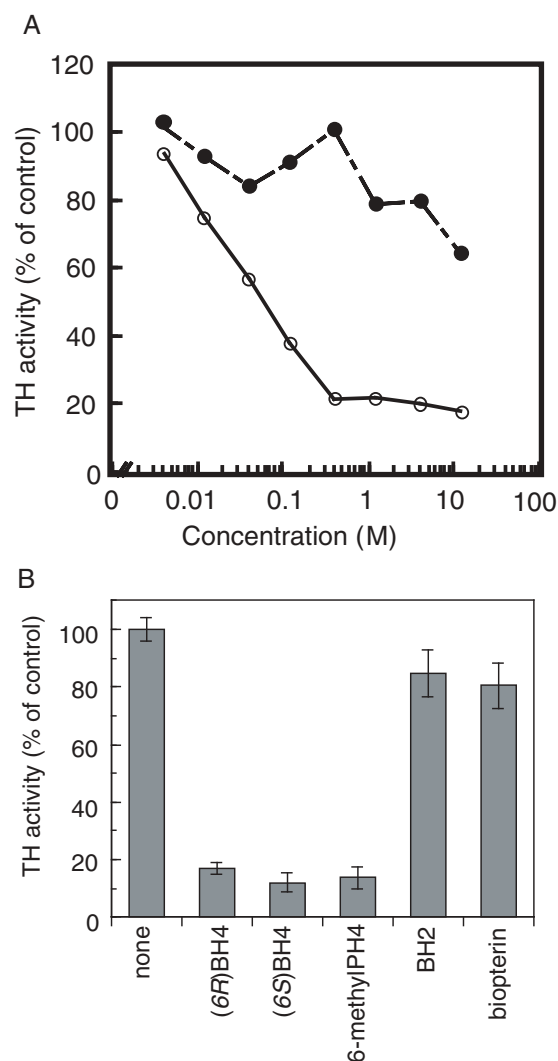 A
TH activity (% of control)
120
100
80
60
40
20
0
0 0.01 0.1 1 10 100
Concentration (M)
B
TH activity (% of control)
100
80
60
40
20
0
none
(6R)BH4
(6S)BH4
6-methylPH4
BH2
biopterin